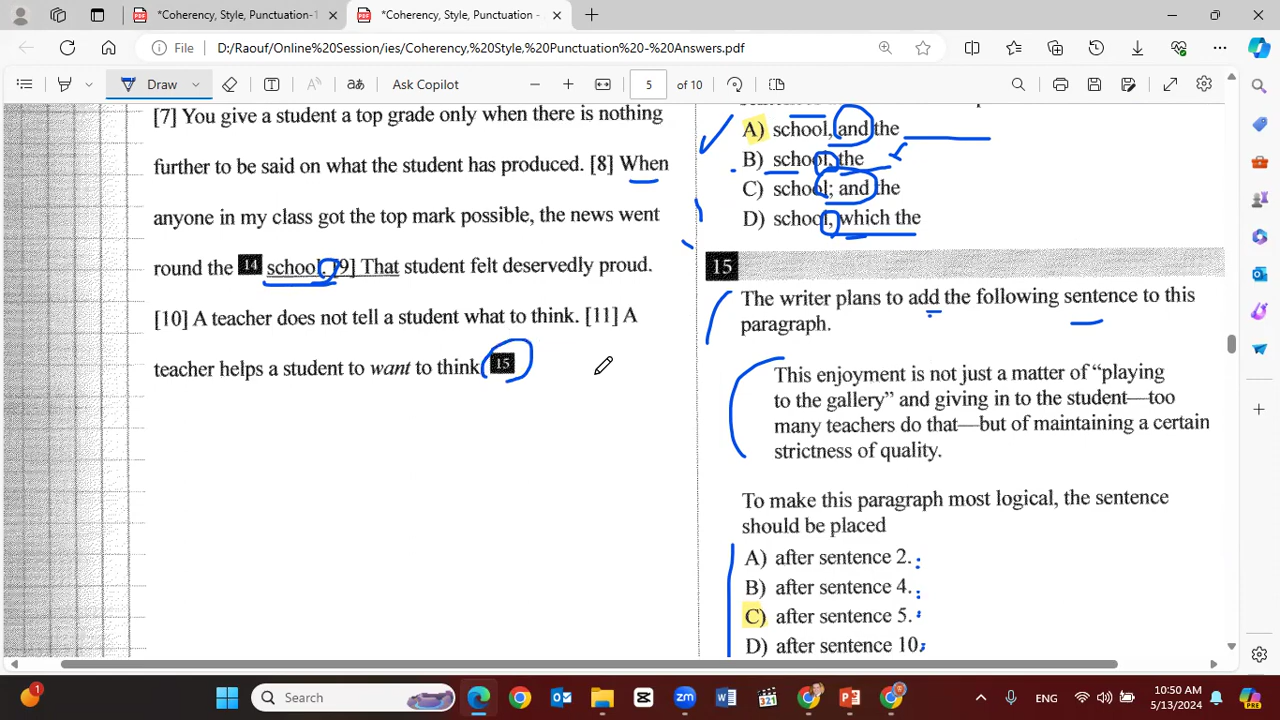 *Coherency, Style, Punctuation-1
*Coherency, Style, Punctuation -
File D:/Raouf/Online%20Session/ies/Coherency,%20Style,%20Punctuation%20-%20Answers.pdf
Draw Ask Copilot 5 of 10
[7] You give a student a top grade only when there is nothing
further to be said on what the student has produced. [8] When
anyone in my class got the top mark possible, the news went
round the 14 school. [9] That student felt deservedly proud.
[10] A teacher does not tell a student what to think. [11] A
teacher helps a student to want to think. 15
A) school, and the
B) school, the
C) school; and the
D) school, which the
15
The writer plans to add the following sentence to this
paragraph.
This enjoyment is not just a matter of “playing
to the gallery” and giving in to the student—too
many teachers do that—but of maintaining a certain
strictness of quality.
To make this paragraph most logical, the sentence
should be placed
A) after sentence 2.
B) after sentence 4.
C) after sentence 5.
D) after sentence 10.
1
Search
ENG
10:50 AM
5/13/2024